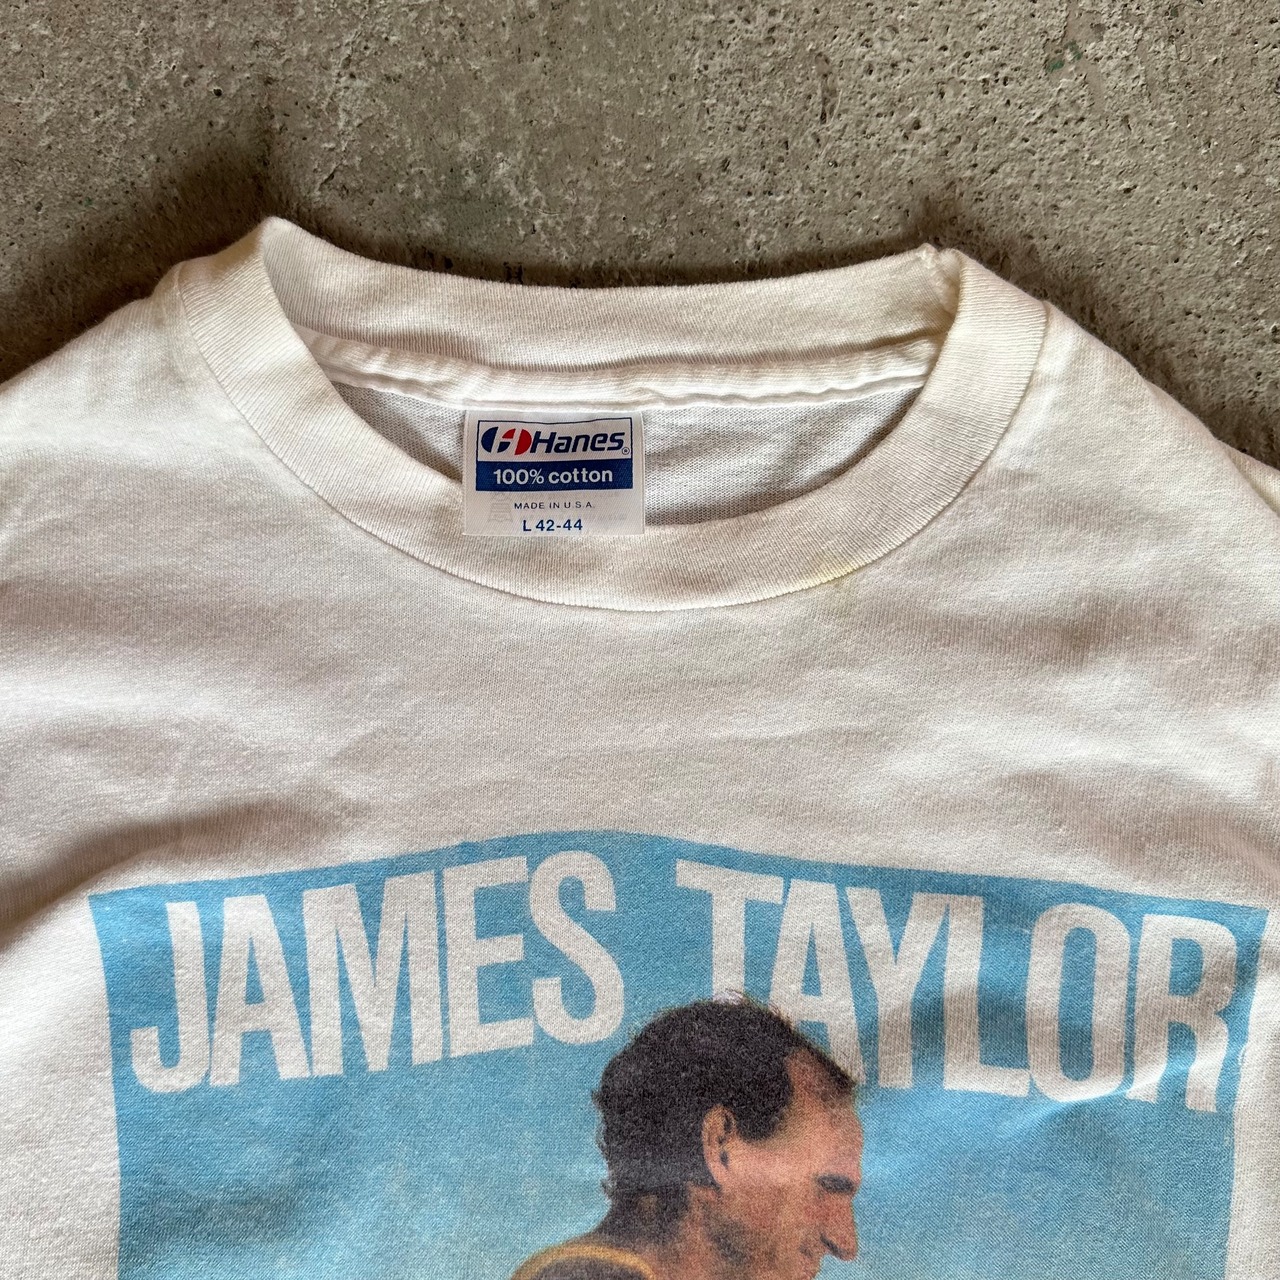 Hanes®
100% cotton
MADE IN U.S.A.
L 42-44
JAMES TAYLOR